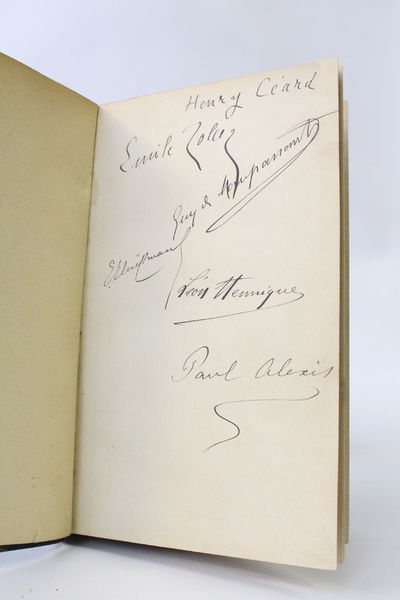 Henry Céard
Emile Zola
Guy de Maupassant
Léon Hennique
Paul Alexis